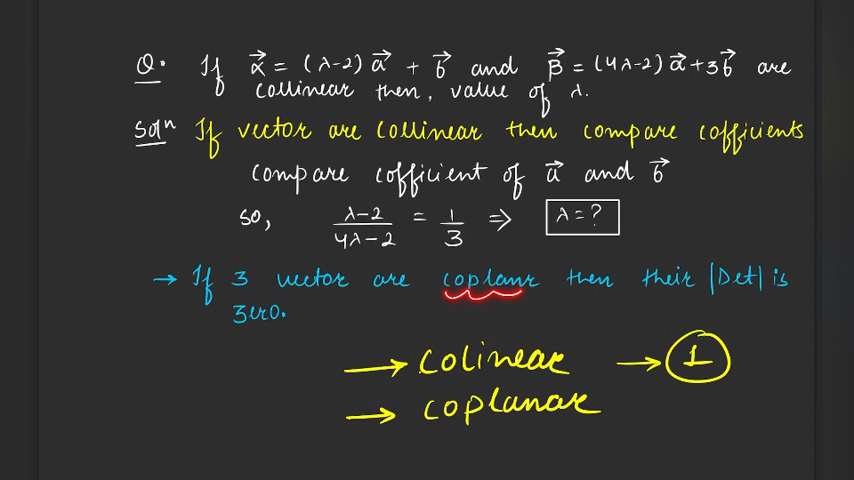 Q. If α⃗ = (λ-2) a⃗ + b⃗ and β⃗ = (4λ-2) a⃗ + 3b⃗ are
collinear then, value of λ.
Solⁿ If vector are collinear then compare cofficients
compare cofficient of a⃗ and b⃗
so, (λ-2)/(4λ-2) = 1/3 ⇒ λ = ?
→ If 3 vector are coplanr then their |Det| is
zero.
→ colinear → 1
→ coplanar